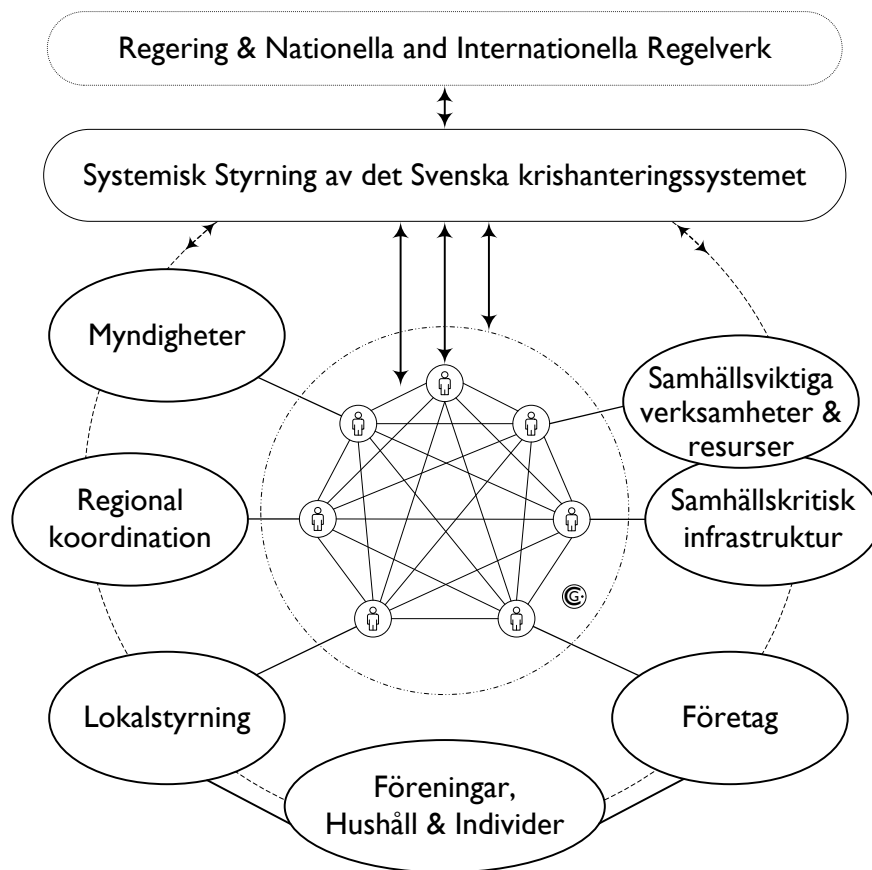 Regering & Nationella and Internationella Regelverk
Systemisk Styrning av det Svenska krishanteringssystemet
Myndigheter
Samhällsviktiga
verksamheter &
resurser
Regional
koordination
Samhällskritisk
infrastruktur
G
Lokalstyrning
Företag
Föreningar,
Hushåll & Individer